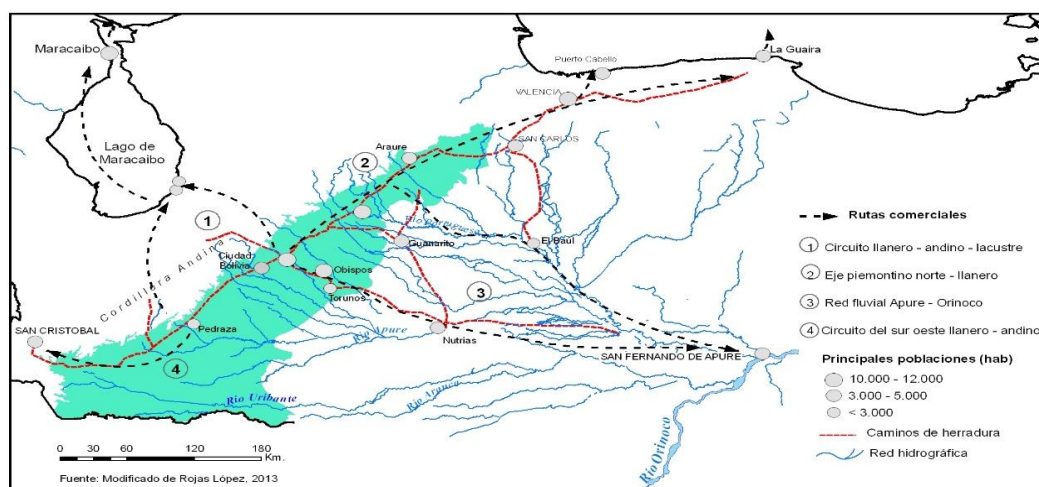 Maracaibo
La Guaira
Puerto Cabello
VALENCIA
Lago de
Maracaibo
Araure
SAN CARLOS
2
1
Cordillera Andina
Guanarito
El Baúl
Ciudad
Bolivia
Obispos
Torunos
3
Río Apure
Pedraza
Nutrias
SAN CRISTOBAL
SAN FERNANDO DE APURE
4
Río Uribante
Río Arauca
Río Orinoco
Rutas comerciales
1 Circuito llanero - andino - lacustre
2 Eje piemontino norte - llanero
3 Red fluvial Apure - Orinoco
4 Circuito del sur oeste llanero - andino
Principales poblaciones (hab)
10.000 - 12.000
3.000 - 5.000
< 3.000
Caminos de herradura
Red hidrográfica
0 30 60 120 180
Km.
Fuente: Modificado de Rojas López, 2013